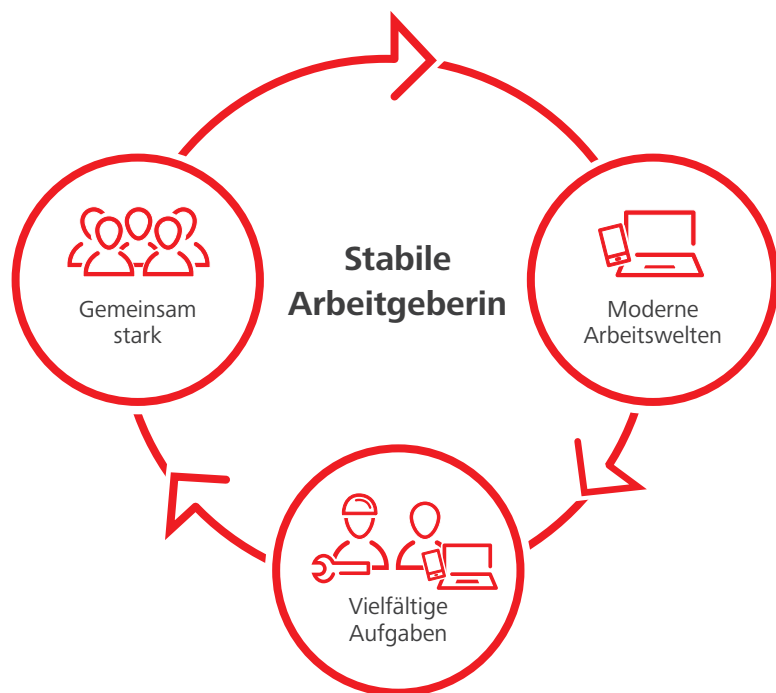 Stabile
Arbeitgeberin
Gemeinsam
stark
Moderne
Arbeitswelten
Vielfältige
Aufgaben